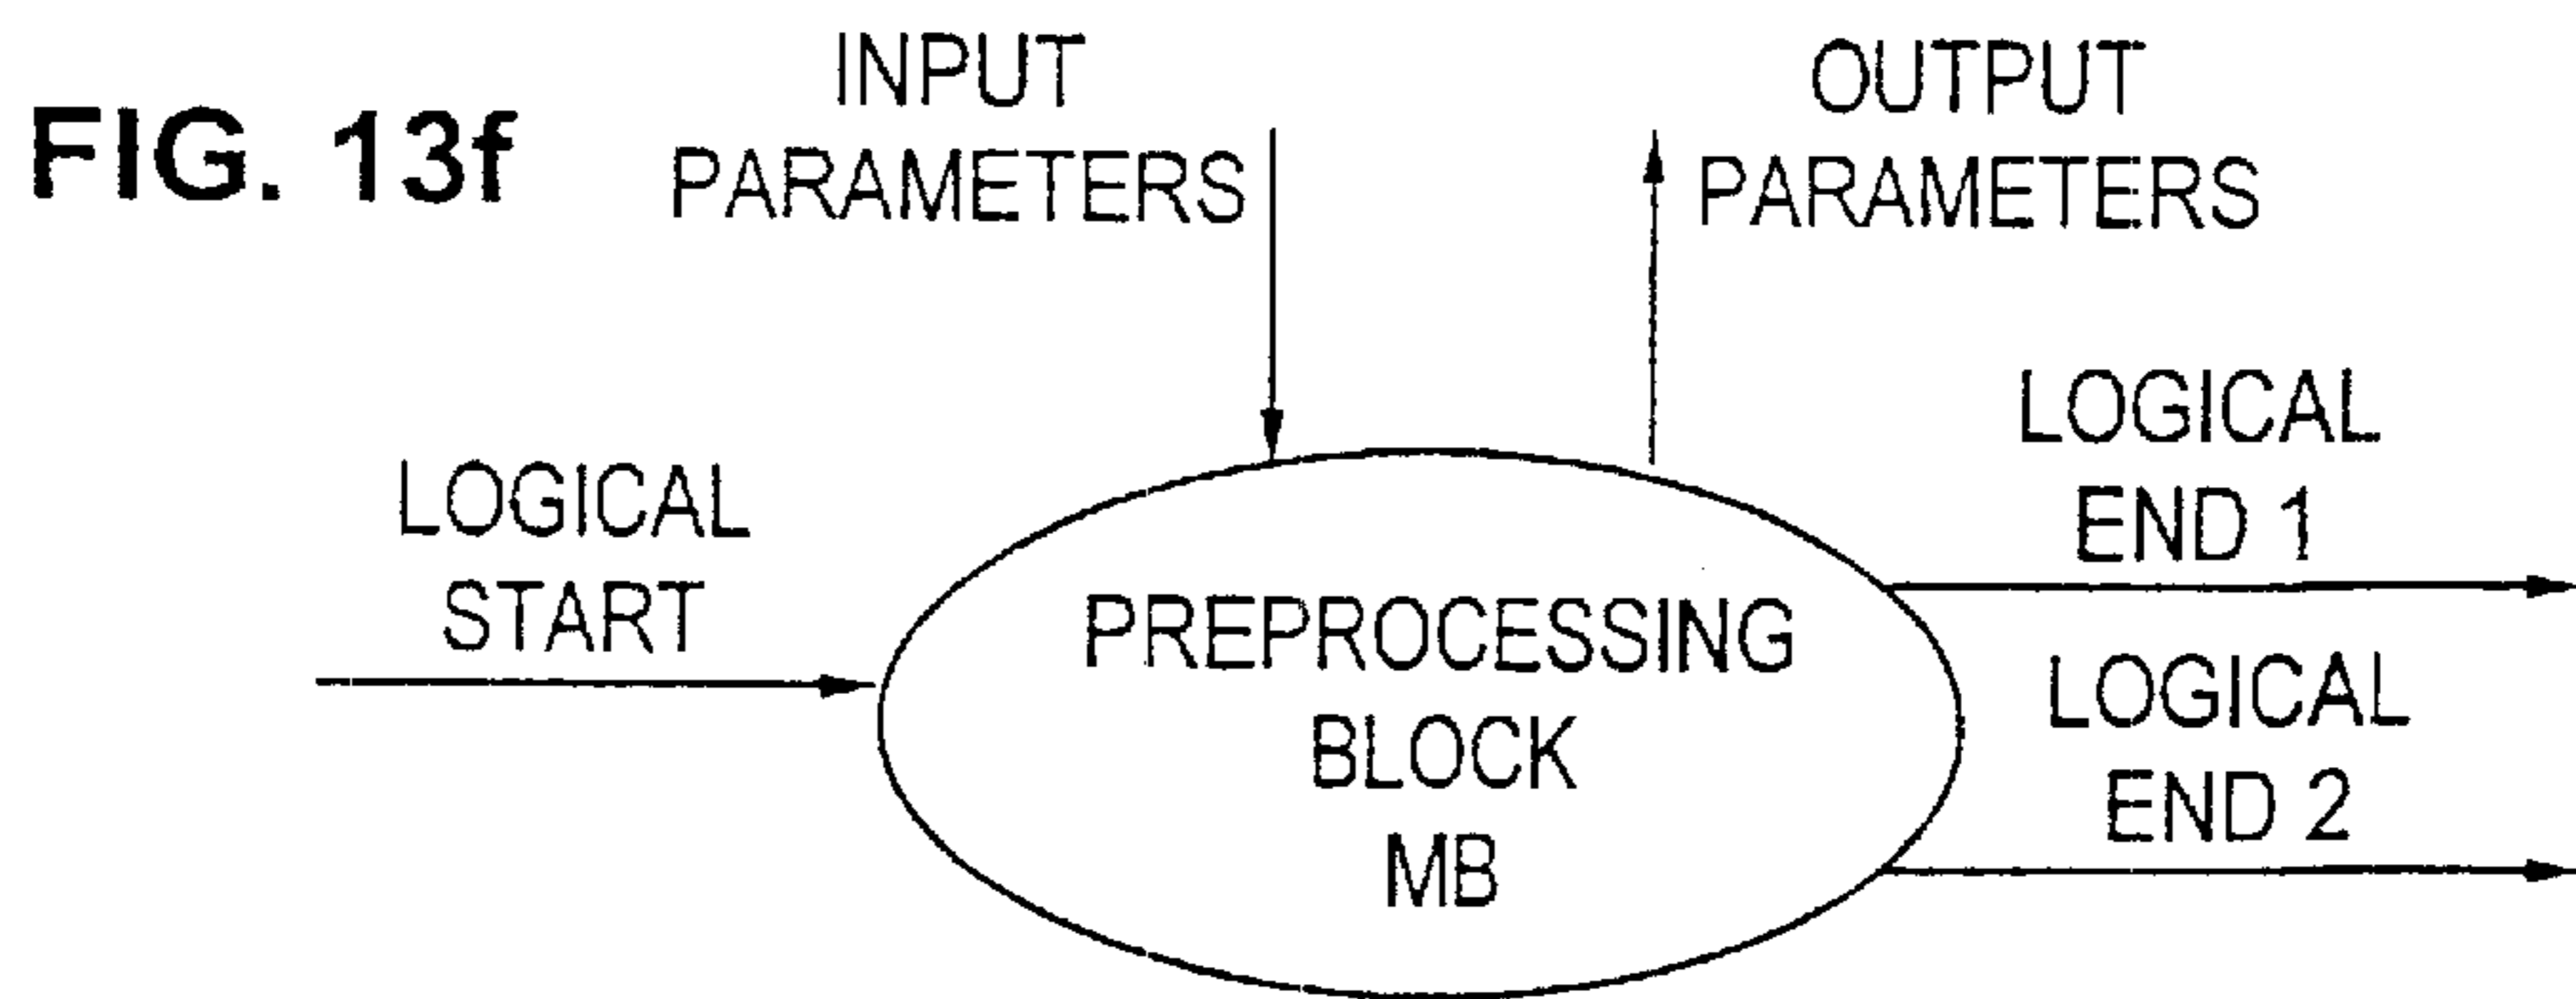 FIG. 13f
INPUT
PARAMETERS
OUTPUT
PARAMETERS
LOGICAL
START
LOGICAL
END 1
PREPROCESSING
BLOCK
MB
LOGICAL
END 2